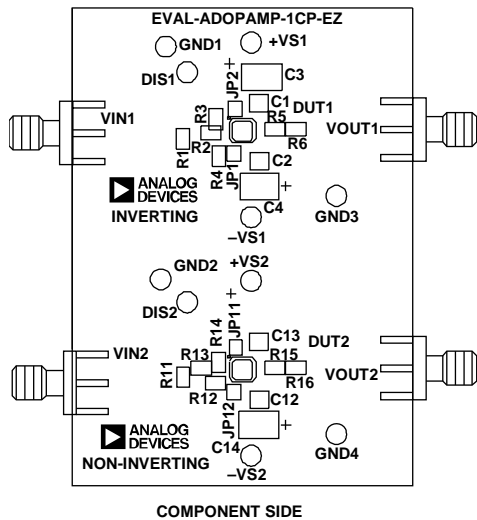 EVAL-ADOPAMP-1CP-EZ
GND1
+VS1
DIS1
JP2
+
C3
C1
DUT1
VIN1
R3
R5
VOUT1
R1
R2
R6
R4
JP1
C2
+
ANALOG
DEVICES
INVERTING
C4
GND3
–VS1
GND2
+VS2
DIS2
+
JP11
R14
C13
DUT2
VIN2
R13
R15
R11
R16
VOUT2
R12
JP12
C12
+
ANALOG
DEVICES
NON-INVERTING
C14
GND4
–VS2
COMPONENT SIDE